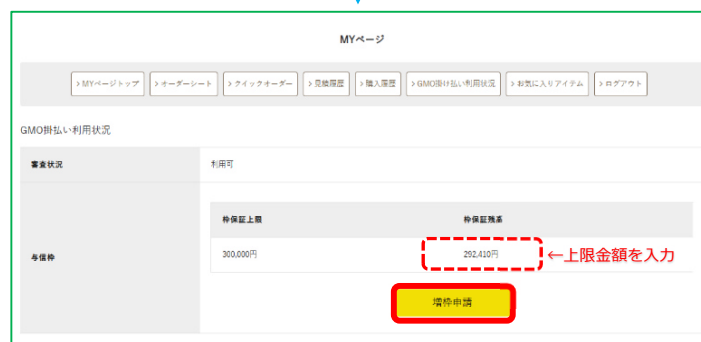 MYページ
>MYページトップ >オーダーシート >クイックオーダー >見積履歴 >購入履歴 >GMO掛け払い利用状況 >お気に入りアイテム >ログアウト
GMO掛払い利用状況
審査状況 利用可
枠保証上限 枠保証残高
与信枠 300,000円 292,410円 ←上限金額を入力
増枠申請